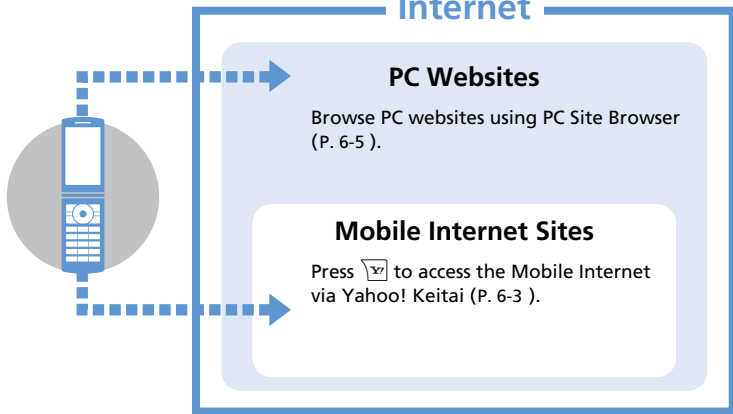 Internet
PC Websites
Browse PC websites using PC Site Browser
(P. 6-5 ).
Mobile Internet Sites
Press Y! to access the Mobile Internet
via Yahoo! Keitai (P. 6-3 ).